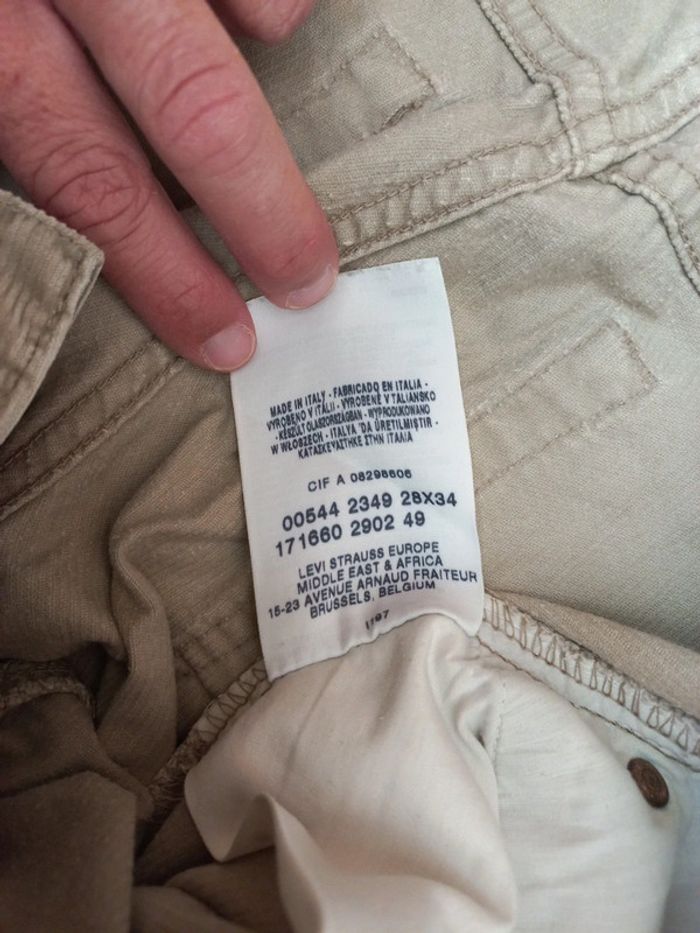 MADE IN ITALY - FABRICADO EN ITALIA -
VYROBENO V ITÁLII - VYROBENÉ V TALIANSKO
- KÉSZÜLT OLASZORSZÁGBAN - WYPRODUKOWANO
W WŁOSZECH - ITALYA 'DA ÜRETILMIŞTIR -
ΚΑΤΑΣΚΕΥΑΣΤΗΚΕ ΣΤΗΝ ΙΤΑΛΙΑ
CIF A 08298606
00544 2349 28X34
171660 2902 49
LEVI STRAUSS EUROPE
MIDDLE EAST & AFRICA
15-23 AVENUE ARNAUD FRAITEUR
BRUSSELS, BELGIUM